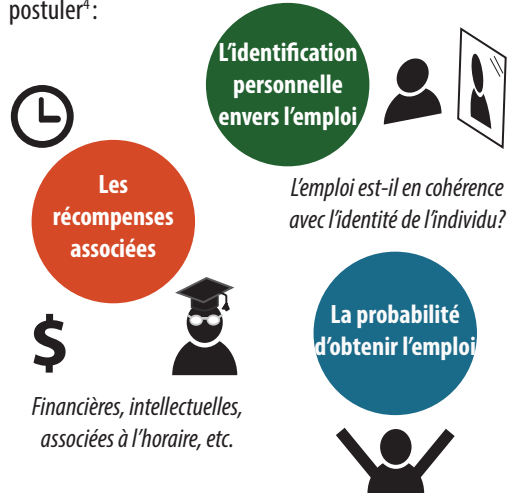 postuler⁴ :
L'identification
personnelle
envers l'emploi
L'emploi est-il en cohérence
avec l'identité de l'individu?
Les
récompenses
associées
$
Financières, intellectuelles,
associées à l'horaire, etc.
La probabilité
d'obtenir l'emploi